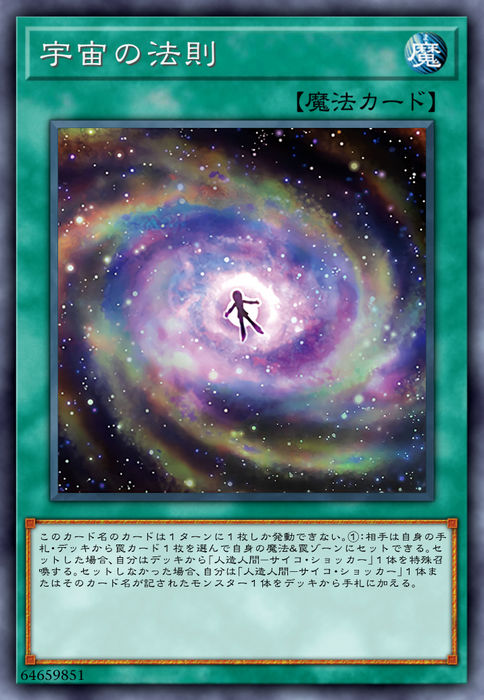 宇宙の法則
魔
【魔法カード】
このカード名のカードは1ターンに1枚しか発動できない。①:相手は自身の手
札・デッキから罠カード1枚を選んで自身の魔法&罠ゾーンにセットできる。セ
ットした場合、自分はデッキから「人造人間-サイコ・ショッカー」1体を特殊召
喚する。セットしなかった場合、自分は「人造人間-サイコ・ショッカー」1体ま
たはそのカード名が記されたモンスター1体をデッキから手札に加える。
64659851